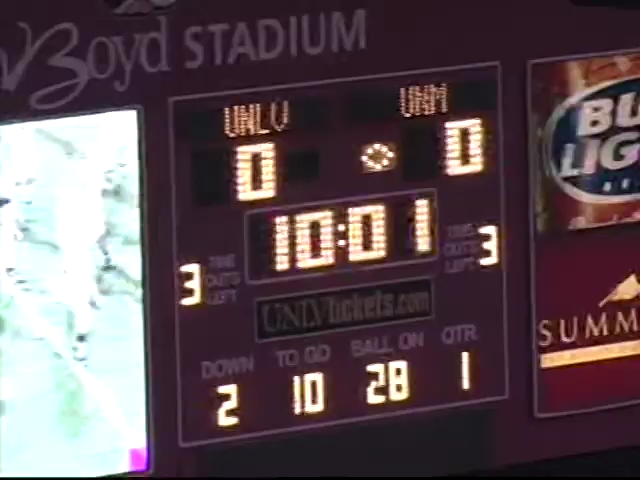 Boyd STADIUM
UNLV UNM
0 0
10:01
3 TIME OUTS LEFT
TIME OUTS LEFT 3
UNLVtickets.com
DOWN TO GO BALL ON QTR
2 10 28 1
BU
LIG
SUMM